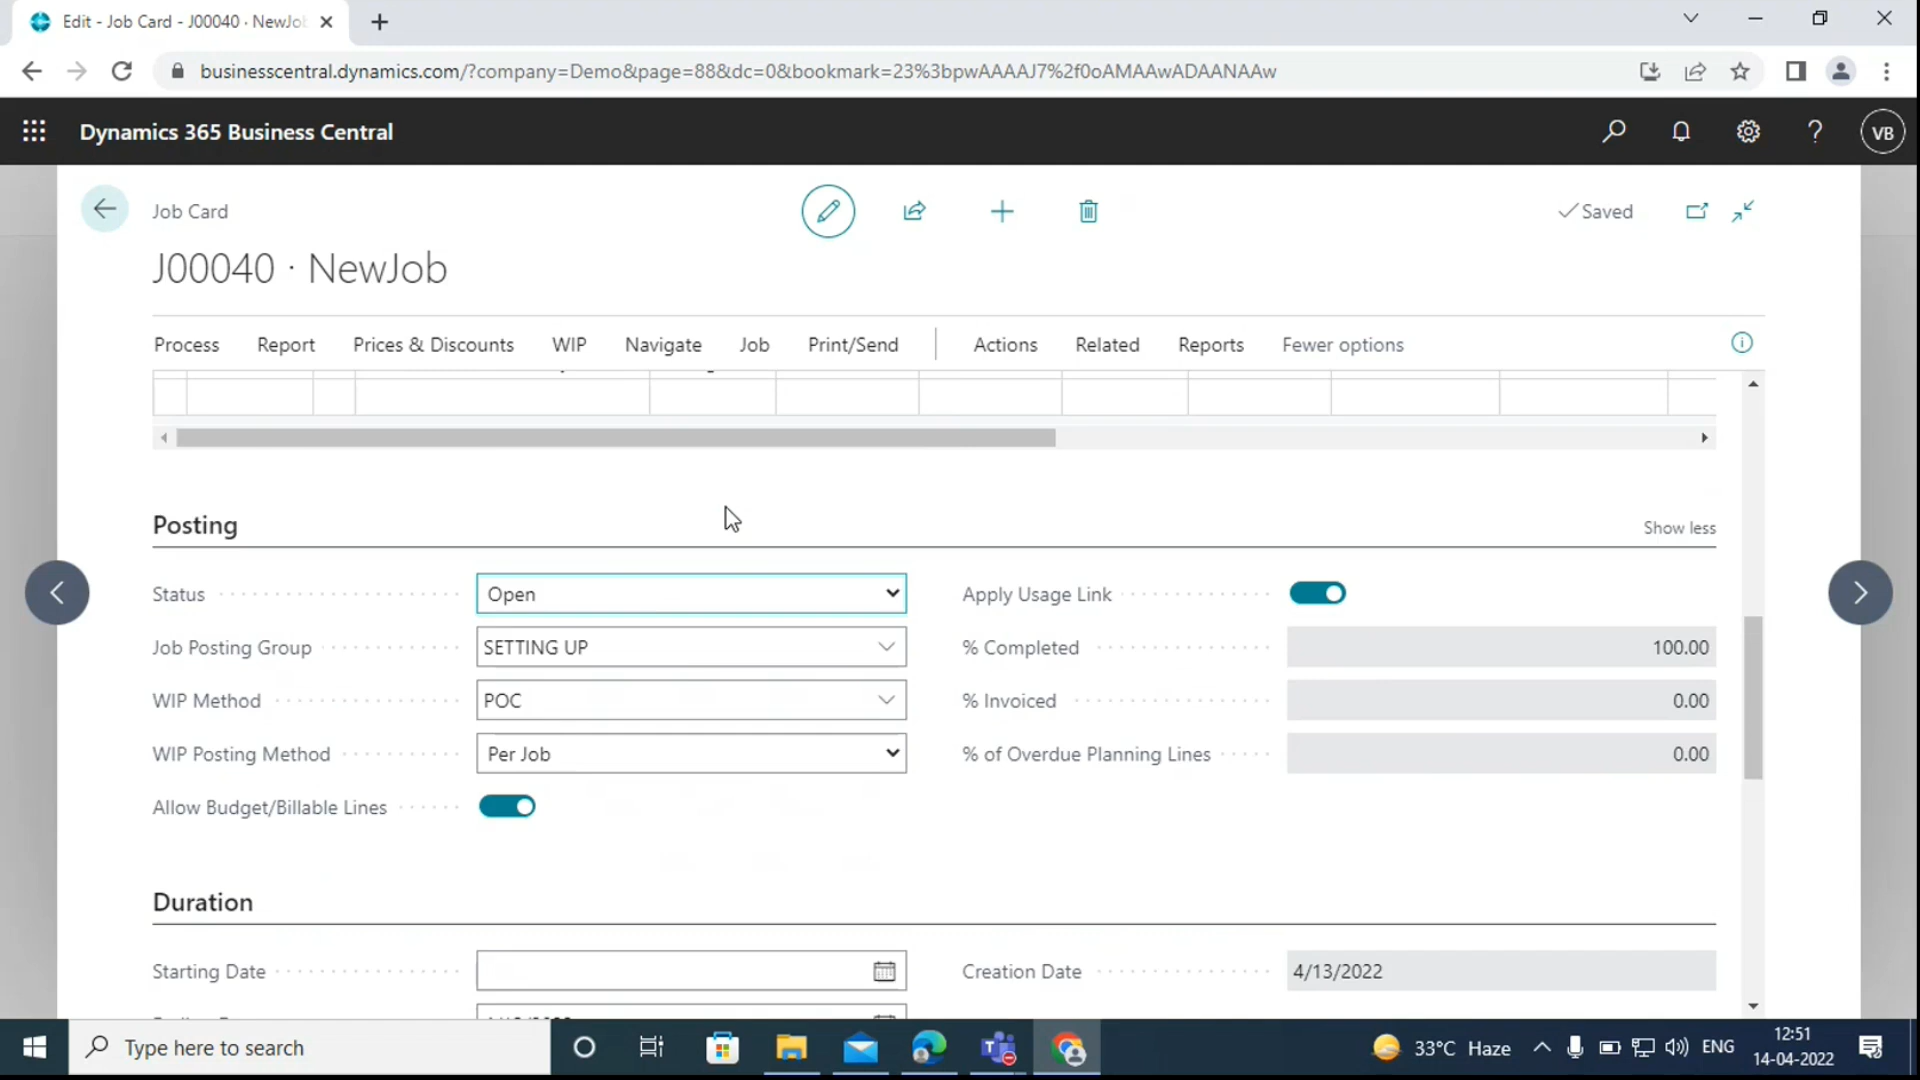 Edit - Job Card - J00040 · NewJo
businesscentral.dynamics.com/?company=Demo&page=88&dc=0&bookmark=23%3bpwAAAAJ7%2f0oAMAAwADAANAAw
Dynamics 365 Business Central
VB
Job Card
Saved
J00040 · NewJob
Process Report Prices & Discounts WIP Navigate Job Print/Send Actions Related Reports Fewer options
Posting
Show less
Status Open
Apply Usage Link
Job Posting Group SETTING UP
% Completed 100.00
WIP Method POC
% Invoiced 0.00
WIP Posting Method Per Job
% of Overdue Planning Lines 0.00
Allow Budget/Billable Lines
Duration
Starting Date
Creation Date 4/13/2022
Type here to search
33°C Haze
ENG
12:51
14-04-2022